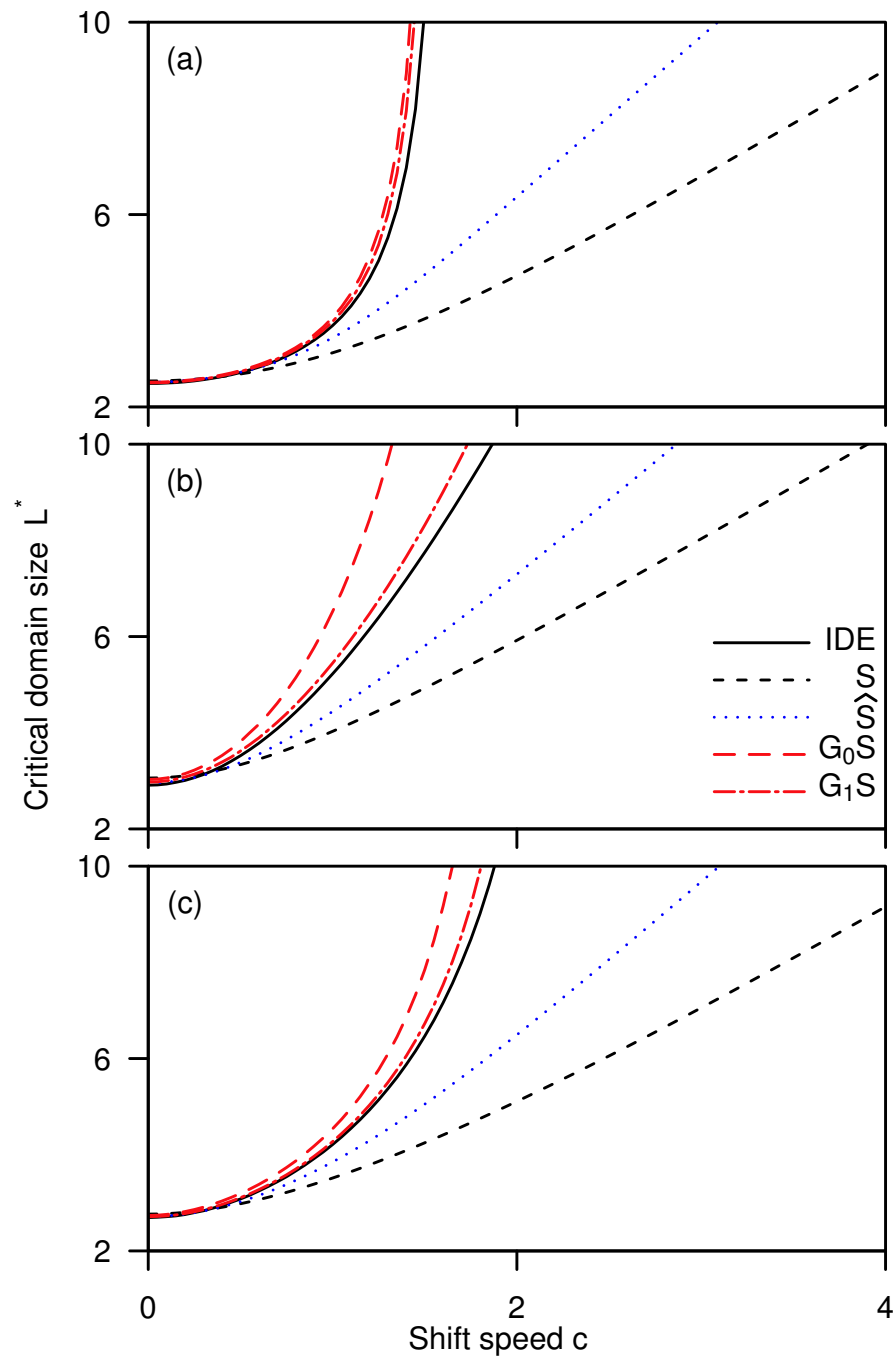 10
(a)
6
2
10
(b)
6
IDE
S
Ŝ
G₀S
G₁S
2
10
(c)
6
2
0
2
4
Shift speed c
Critical domain size L*